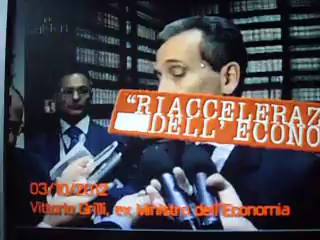 "RIACCELERAZ
DELL'ECONO
03/10/2012
Vittorio Grilli, ex Ministro dell'Economia